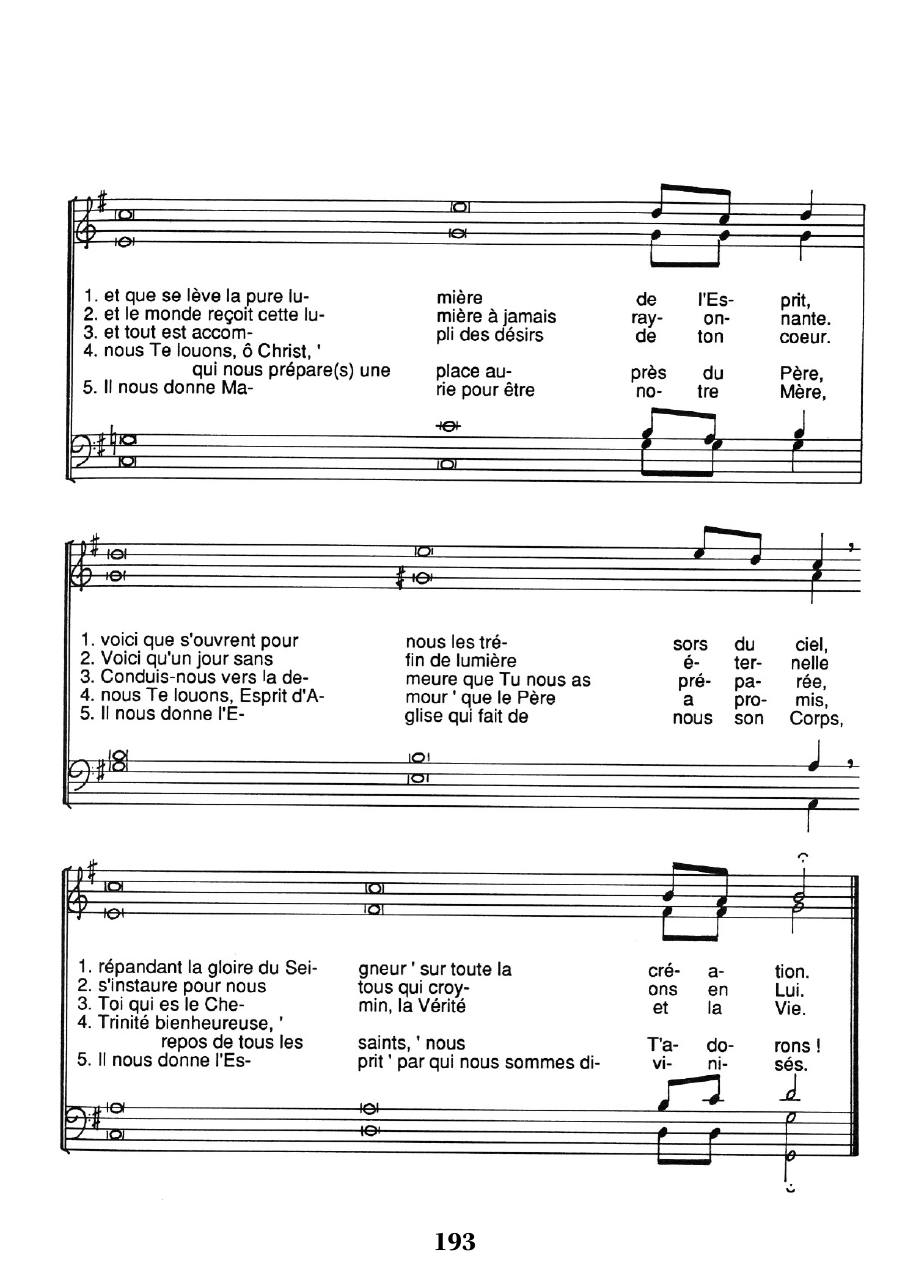 1. et que se lève la pure lu- mière de l'Es- prit,
2. et le monde reçoit cette lu- mière à jamais ray- on- nante.
3. et tout est accom- pli des désirs de ton coeur.
4. nous Te louons, ô Christ, '
qui nous prépare(s) une place au- près du Père,
5. Il nous donne Ma- rie pour être no- tre Mère,
1. voici que s'ouvrent pour nous les tré- sors du ciel,
2. Voici qu'un jour sans fin de lumière é- ter- nelle
3. Conduis-nous vers la de- meure que Tu nous as pré- pa- rée,
4. nous Te louons, Esprit d'A- mour ' que le Père a pro- mis,
5. Il nous donne l'E- glise qui fait de nous son Corps,
1. répandant la gloire du Sei- gneur ' sur toute la cré- a- tion.
2. s'instaure pour nous tous qui croy- ons en Lui.
3. Toi qui es le Che- min, la Vérité et la Vie.
4. Trinité bienheureuse, '
repos de tous les saints, ' nous T'a- do- rons !
5. Il nous donne l'Es- prit ' par qui nous sommes di- vi- ni- sés.
193